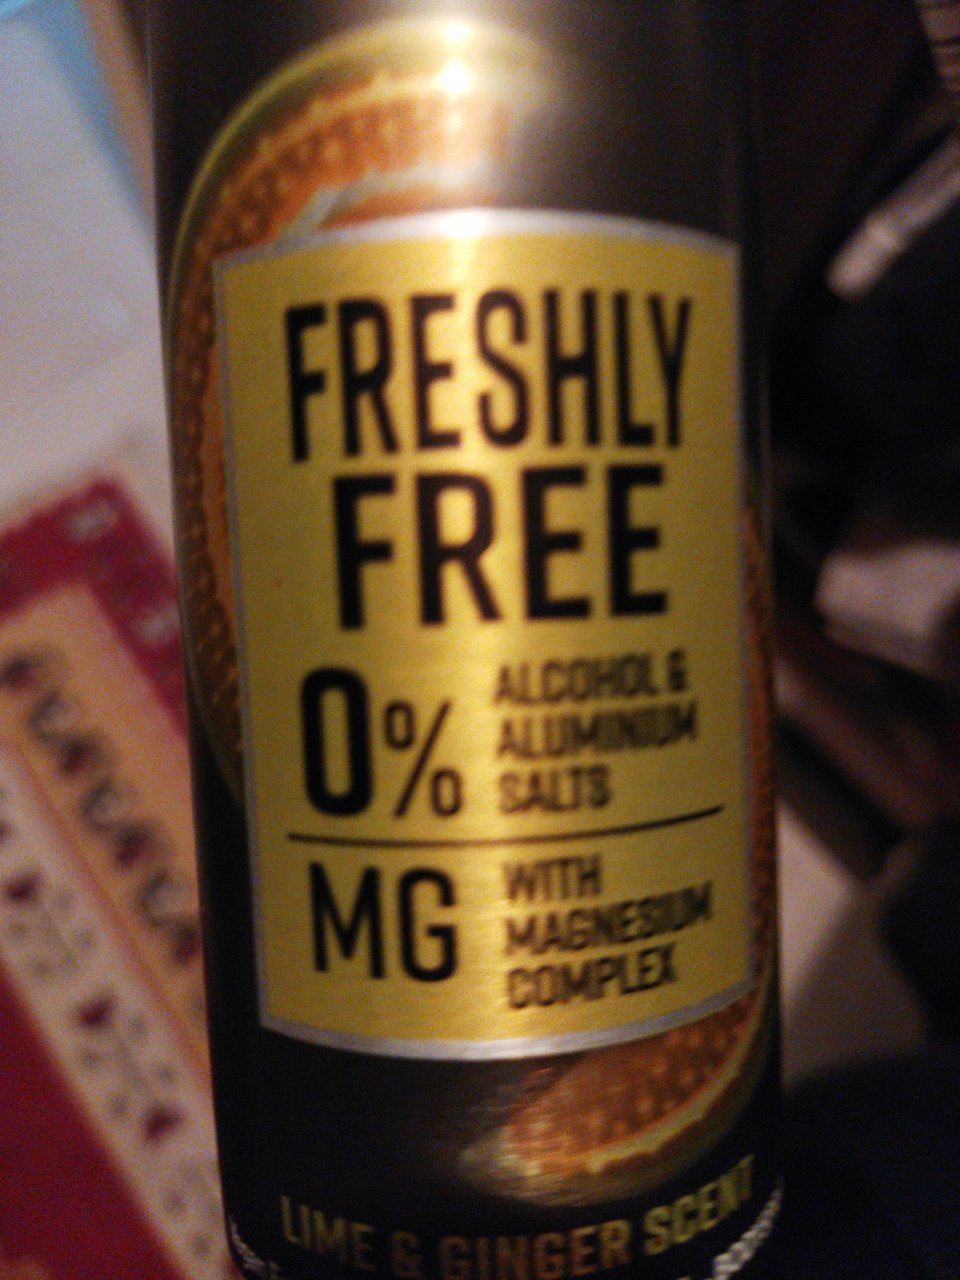 FRESHLY
FREE
0%
ALCOHOL &
ALUMINIUM
SALTS
MG
WITH
MAGNESIUM
COMPLEX
LIME & GINGER SCENT